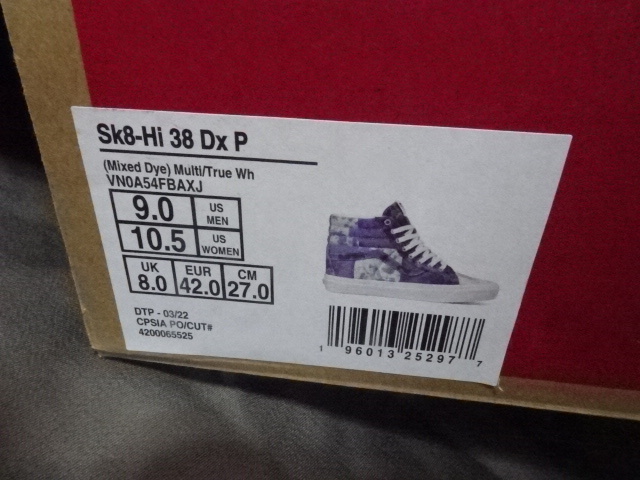 Sk8-Hi 38 Dx P
(Mixed Dye) Multi/True Wh
VN0A54FBAXJ
9.0 US MEN
10.5 US WOMEN
UK 8.0 EUR 42.0 CM 27.0
DTP - 03/22
CPSIA PO/CUT#
4200065525
1 96013 25297 7